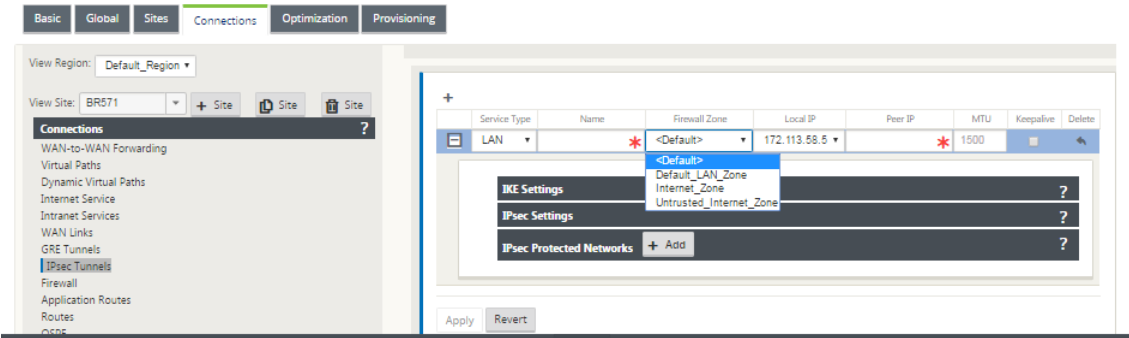 Basic Global Sites Connections Optimization Provisioning
View Region: Default_Region
View Site: BR571 + Site Site Site
Connections ?
WAN-to-WAN Forwarding
Virtual Paths
Dynamic Virtual Paths
Internet Service
Intranet Services
WAN Links
GRE Tunnels
IPsec Tunnels
Firewall
Application Routes
Routes
OSPF
+
Service Type Name Firewall Zone Local IP Peer IP MTU Keepalive Delete
LAN * <Default> 172.113.58.5 * 1500
<Default>
Default_LAN_Zone
Internet_Zone
Untrusted_Internet_Zone
IKE Settings ?
IPsec Settings ?
IPsec Protected Networks + Add ?
Apply Revert